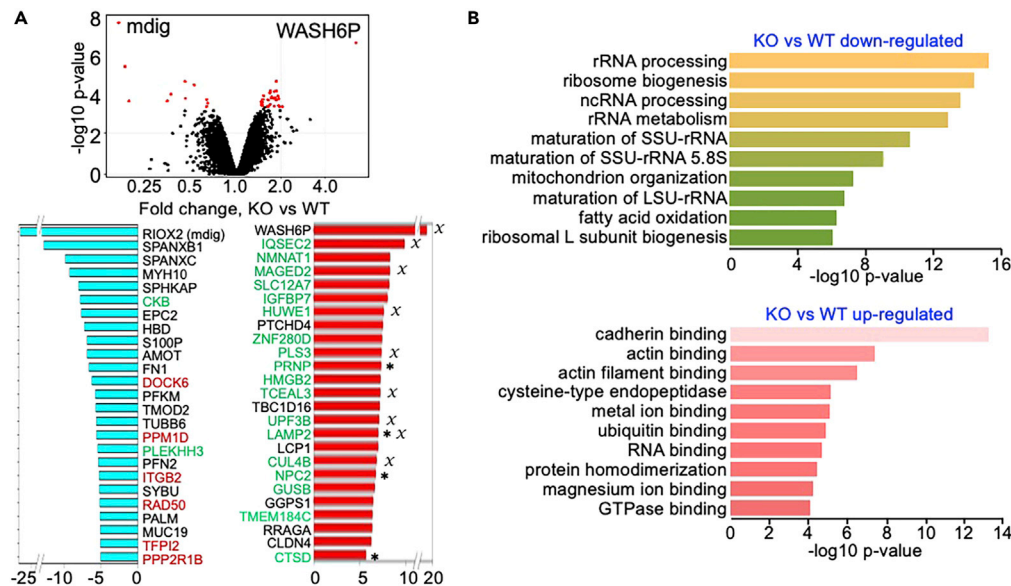 A
8
6
4
2
0
-log10 p-value
mdig
WASH6P
0.25 0.5 1.0 2.0 4.0
Fold change, KO vs WT
RIOX2 (mdig)
SPANXB1
SPANXC
MYH10
SPHKAP
CKB
EPC2
HBD
S100P
AMOT
FN1
DOCK6
PFKM
TMOD2
TUBB6
PPM1D
PLEKHH3
PFN2
ITGB2
SYBU
RAD50
PALM
MUC19
TFPI2
PPP2R1B
-25 -10 -5 0
WASH6P x
IQSEC2 x
NMNAT1
MAGED2 x
SLC12A7
IGFBP7
HUWE1 x
PTCHD4
ZNF280D
PLS3 x
PRNP *
HMGB2
TCEAL3 x
TBC1D16
UPF3B x
LAMP2 * x
LCP1
CUL4B x
NPC2 *
GUSB
GGPS1
TMEM184C
RRAGA
CLDN4
CTSD *
0 5 10 20
B
KO vs WT down-regulated
rRNA processing
ribosome biogenesis
ncRNA processing
rRNA metabolism
maturation of SSU-rRNA
maturation of SSU-rRNA 5.8S
mitochondrion organization
maturation of LSU-rRNA
fatty acid oxidation
ribosomal L subunit biogenesis
0 4 8 12 16
-log10 p-value
KO vs WT up-regulated
cadherin binding
actin binding
actin filament binding
cysteine-type endopeptidase
metal ion binding
ubiquitin binding
RNA binding
protein homodimerization
magnesium ion binding
GTPase binding
0 2 4 6 8 10 12 14
-log10 p-value